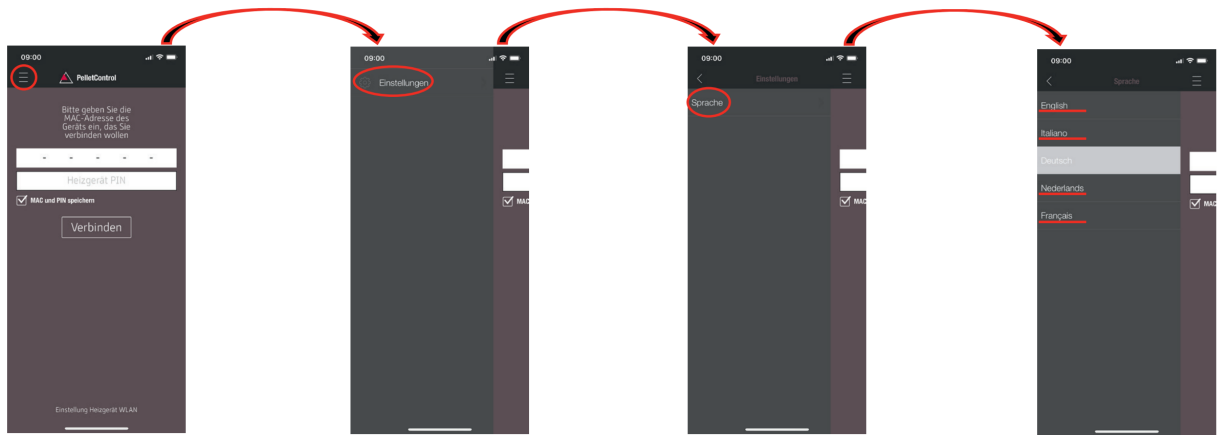 09:00
PelletControl
Bitte geben Sie die
MAC-Adresse des
Geräts ein, das Sie
verbinden wollen
- - - - -
Heizgerät PIN
MAC und PIN speichern
Verbinden
Einstellung Heizgerät WLAN
09:00
Einstellungen
MAC
09:00
Einstellungen
Sprache
MAC
09:00
Sprache
English
Italiano
Deutsch
Nederlands
Français
MAC